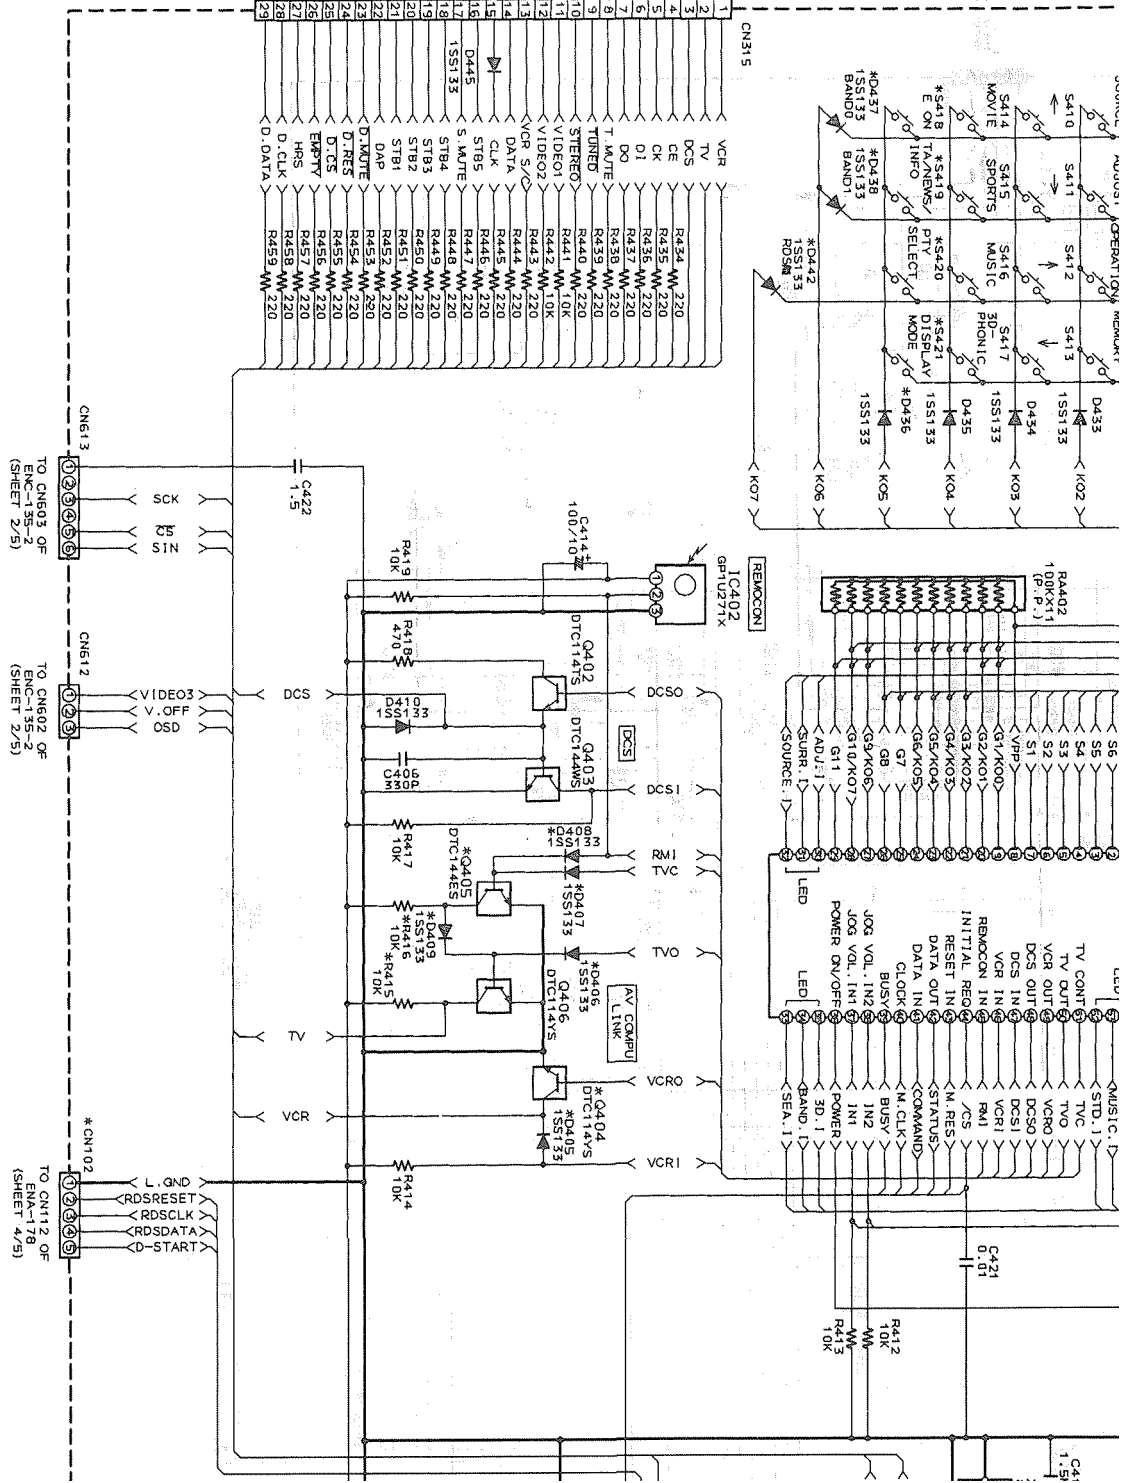 CN315
VCR R434 220
TV R435 220
DCS R436 220
CE R437 220
CK R438 220
DI R439 220
DO R440 220
T.MUTE R441 10K
TUNED R442 10K
STEREO R443 220
VIDEO1 R444 220
VIDEO2 R445 220
VCR S/C R446 220
DATA R447 220
CLK R448 220
STB5 R449 220
S.MUTE R450 220
STB4 R451 220
STB3 R452 220
STB2 R453 220
STB1 R454 220
DAP R455 220
D.MUTE R456 220
D.RES R457 220
D.CS R458 220
EMPTY R459 220
HRS
D.CLK
D.DATA
D445
1SS133
S410
S411
S412
S413
S414
MOVIE
S415
SPORTS
S416
MUSIC
S417
3D-
PHONIC
*S418
E ON
*S419
TA/NEWS/
INFO
*S420
PTY
SELECT
*S421
DISPLAY
MODE
*D437
1SS133
BAND0
*D438
1SS133
BAND1
*D442
1SS133
D433
1SS133
D434
1SS133
D435
1SS133
*D436
1SS133
KO2
KO3
KO4
KO5
KO6
KO7
RA402
100KX11
(P.P.)
REMOCON
IC402
GP1U271X
C414
100/10
R419
10K
R418
470
Q402
DTC114TS
DCSO
DCS
D410
1SS133
DCS
Q403
DTC144WS
C406
330P
DCSI
R417
10K
*D408
1SS133
RMI
TVC
*Q405
DTC144ES
*D407
1SS133
*D409
1SS133
*R416
10K
*R415
10K
TVO
*D406
1SS133
Q406
DTC114YS
TV
AV COMPU
LINK
VCRO
*Q404
DTC114YS
VCR
*D405
1SS133
VCRI
R414
10K
CN613
1 2 3 4 5 6
SCK
CS
SIN
TO CN603 OF
ENC-135-2
(SHEET 2/5)
C422
1.5
CN612
1 2 3
VIDEO3
V.OFF
OSD
TO CN602 OF
ENC-135-2
(SHEET 2/5)
*CN102
1 2 3 4 5
L.GND
RDSRESET
RDSCLK
RDSDATA
D-START
TO CN112 OF
ENA-178
(SHEET 4/5)
S6
S5
S4
S3
S2
S1
VPP
G1/KO0
G2/KO1
G3/KO2
G4/KO3
G5/KO4
G6/KO5
G7
G8
G9/KO6
G10/KO7
G11
ADJ.I
SURR.I
SOURCE.I
LED
LED
TV CONT
TV OUT
VCR OUT
DCS OUT
DCS IN
VCR IN
REMOCON IN
INITIAL REQ
RESET IN
DATA OUT
DATA IN
CLOCK
BUSY
JOG VOL.IN2
JOG VOL.IN1
POWER ON/OFF
MUSIC.I
STD.I
TVC
TVO
VCRO
DCSO
DCSI
VCRI
RMI
/CS
M.RES
STATUS
COMMAND
M.CLK
BUSY
IN2
IN1
POWER
3D.I
BAND.I
SEA.I
C421
0.01
R412
10K
R413
10K